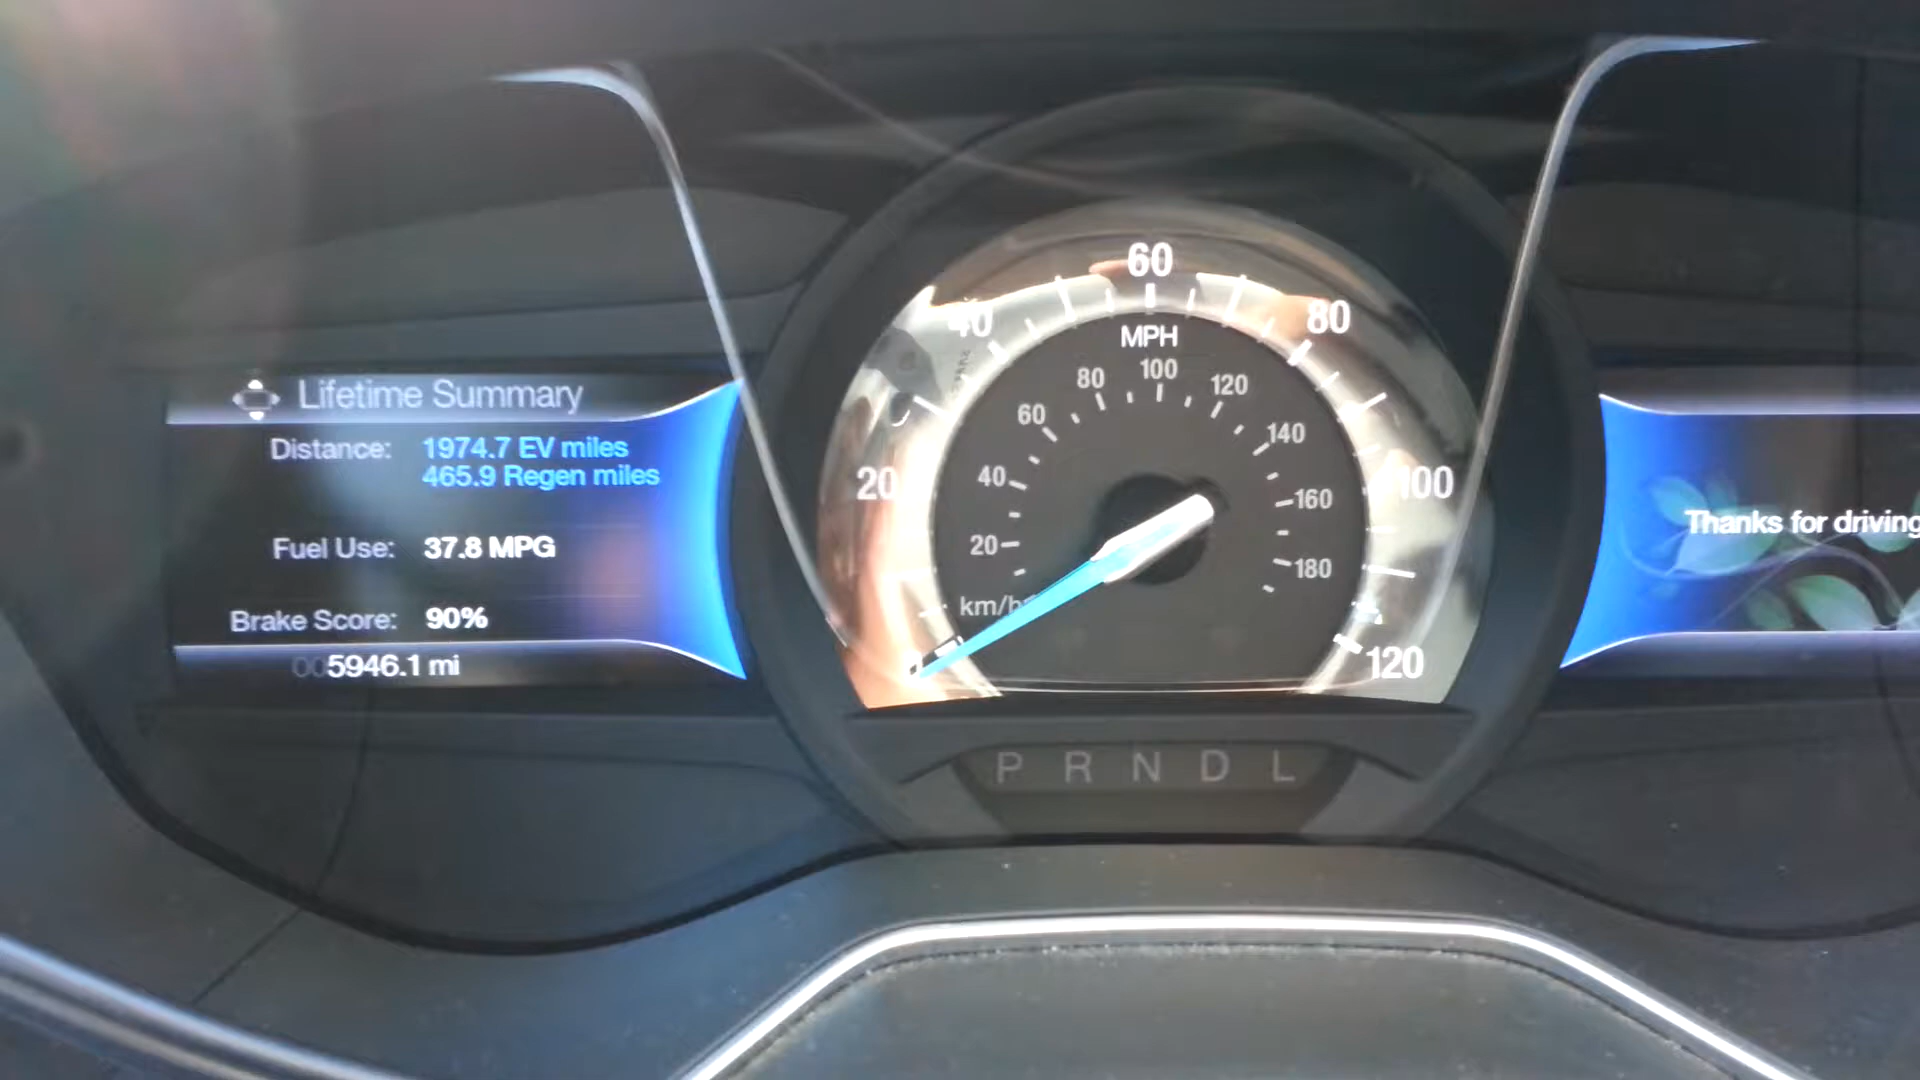 Lifetime Summary
Distance: 1974.7 EV miles
465.9 Regen miles
Fuel Use: 37.8 MPG
Brake Score: 90%
005946.1 mi
20
40
60
80
100
120
MPH
20
40
60
80
100
120
140
160
180
km/h
P R N D L
Thanks for driving